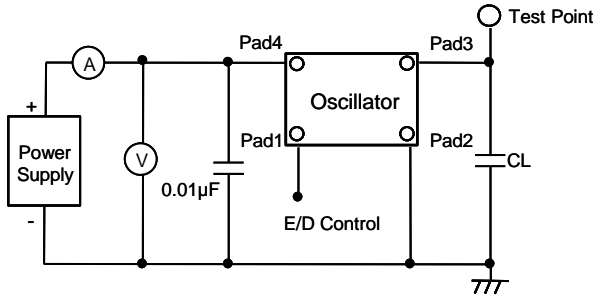 Test Point
Pad4
Pad3
A
Oscillator
+
Power
Supply
V
Pad1
Pad2
CL
0.01µF
-
E/D Control